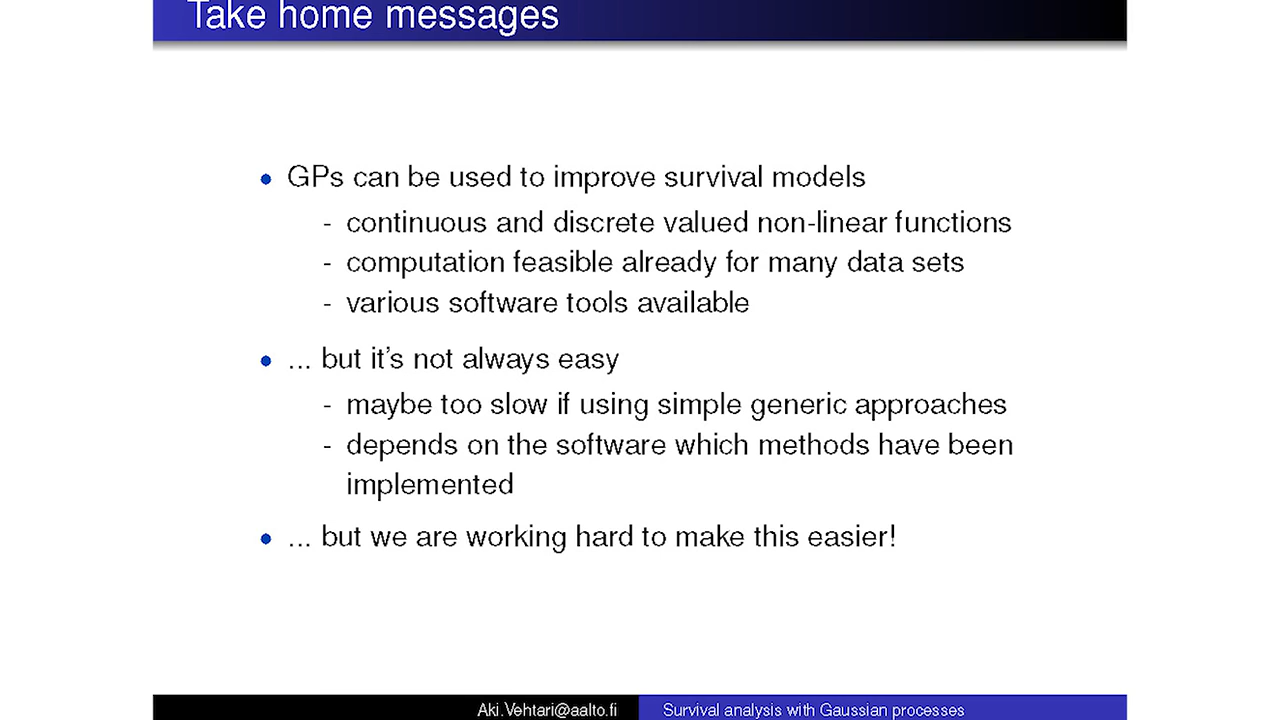 Take home messages
• GPs can be used to improve survival models
- continuous and discrete valued non-linear functions
- computation feasible already for many data sets
- various software tools available
• ... but it's not always easy
- maybe too slow if using simple generic approaches
- depends on the software which methods have been
implemented
• ... but we are working hard to make this easier!
Aki.Vehtari@aalto.fi
Survival analysis with Gaussian processes